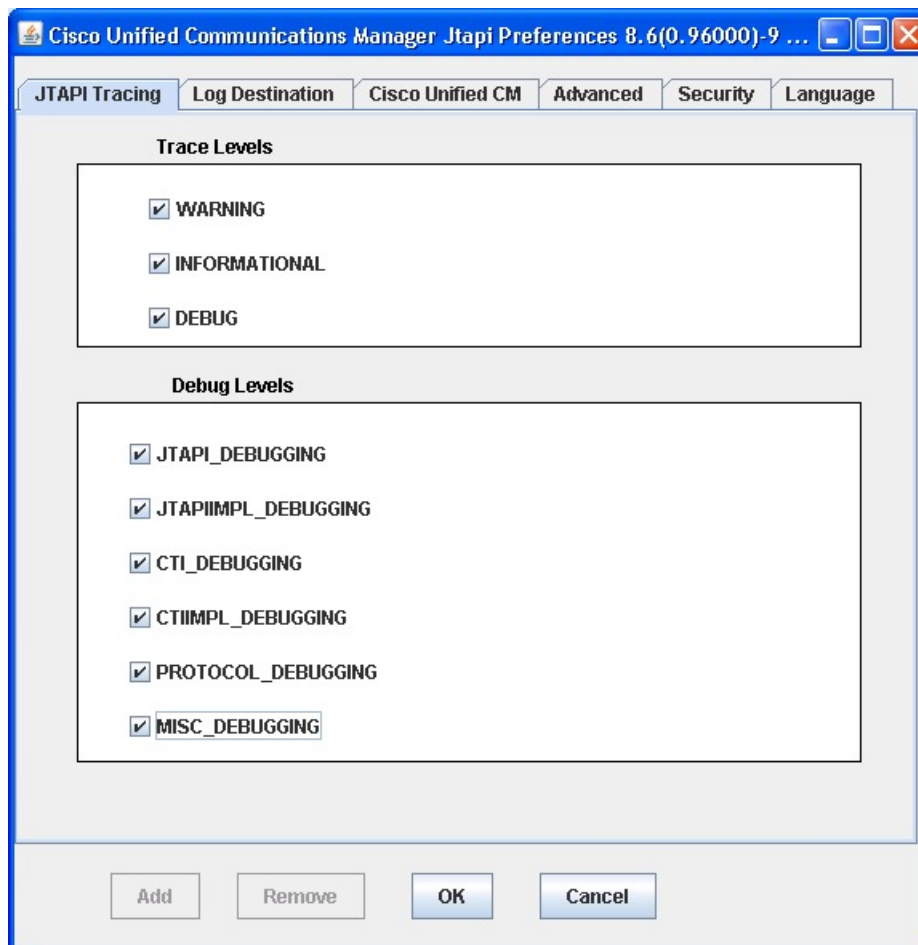 Cisco Unified Communications Manager Jtapi Preferences 8.6(0.96000)-9 ...
JTAPI Tracing Log Destination Cisco Unified CM Advanced Security Language
Trace Levels
WARNING
INFORMATIONAL
DEBUG
Debug Levels
JTAPI_DEBUGGING
JTAPIIMPL_DEBUGGING
CTI_DEBUGGING
CTIIMPL_DEBUGGING
PROTOCOL_DEBUGGING
MISC_DEBUGGING
Add Remove OK Cancel